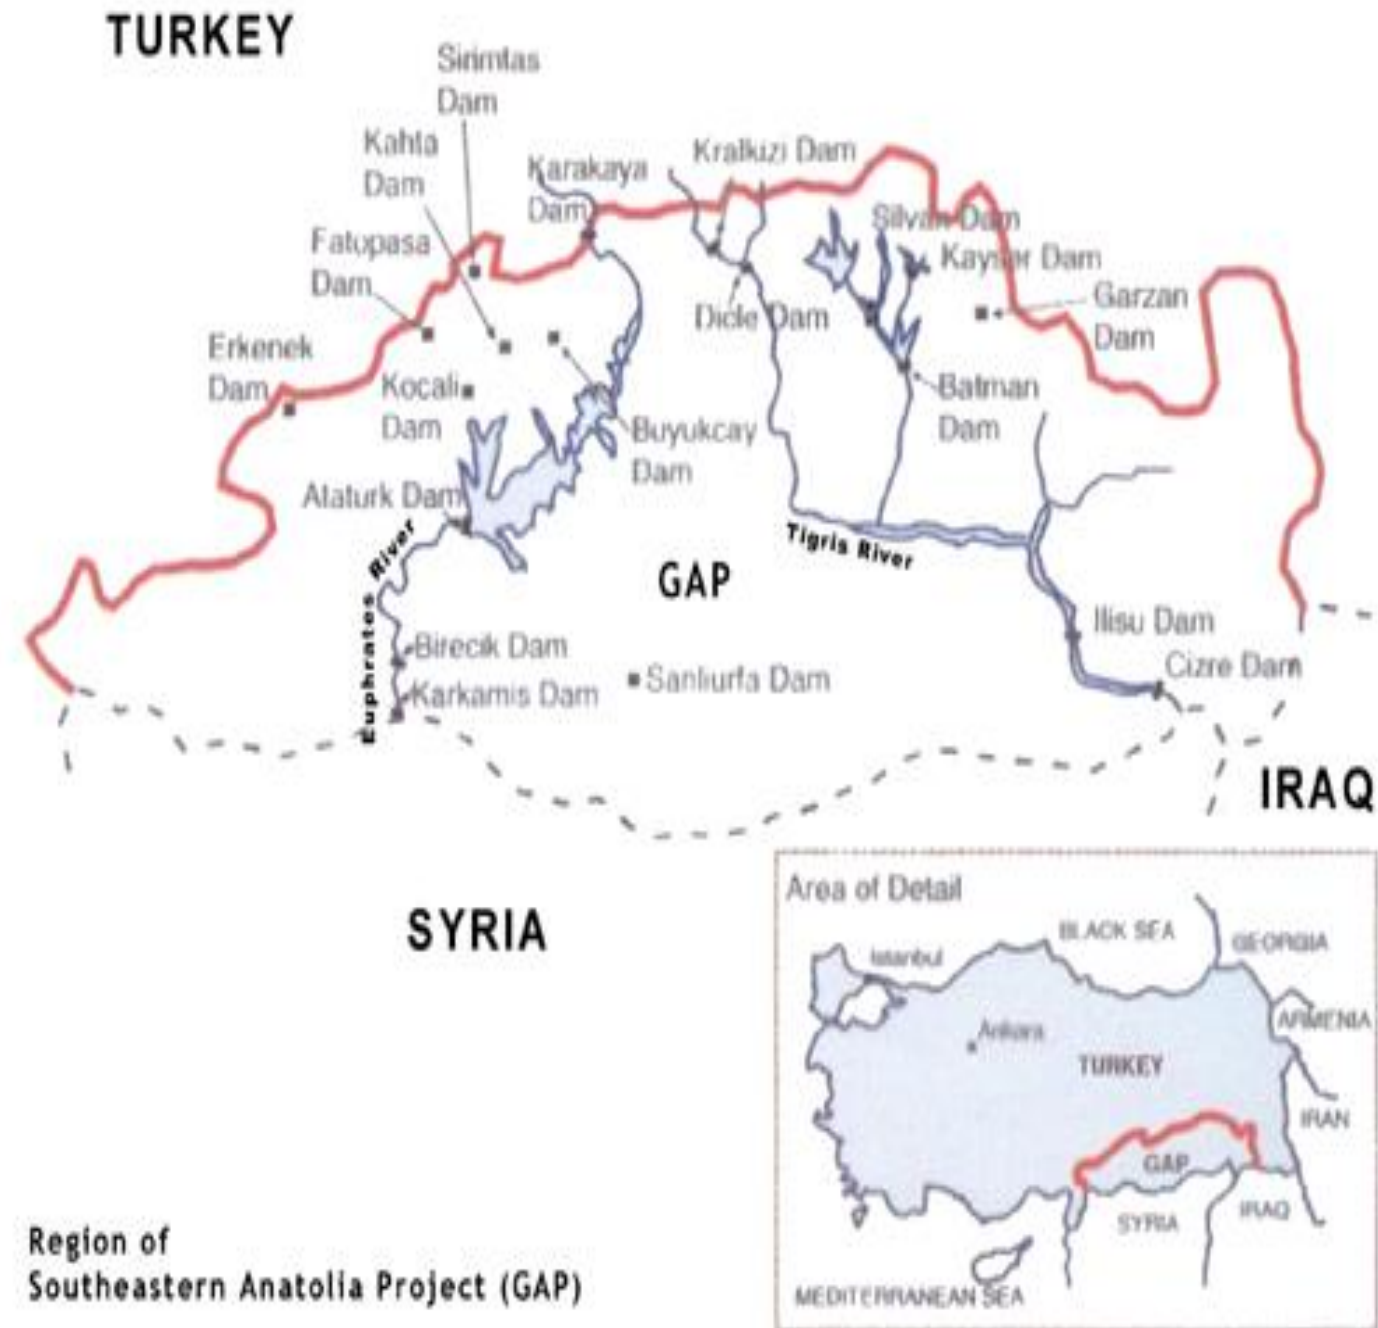 TURKEY
Sirimtas
Dam
Kahta
Dam
Karakaya
Dam
Kralkizi Dam
Fatopasa
Dam
Silvan Dam
Kayser Dam
Garzan
Dam
Dicle Dam
Erkenek
Dam
Kocali
Dam
Batman
Dam
Buyukcay
Dam
Ataturk Dam
Euphrates River
Tigris River
GAP
Ilisu Dam
Birecik Dam
Cizre Dam
Karkamis Dam
Sanliurfa Dam
IRAQ
SYRIA
Area of Detail
BLACK SEA
GEORGIA
Istanbul
ARMENIA
Ankara
TURKEY
IRAN
GAP
SYRIA
IRAQ
MEDITERRANEAN SEA
Region of
Southeastern Anatolia Project (GAP)